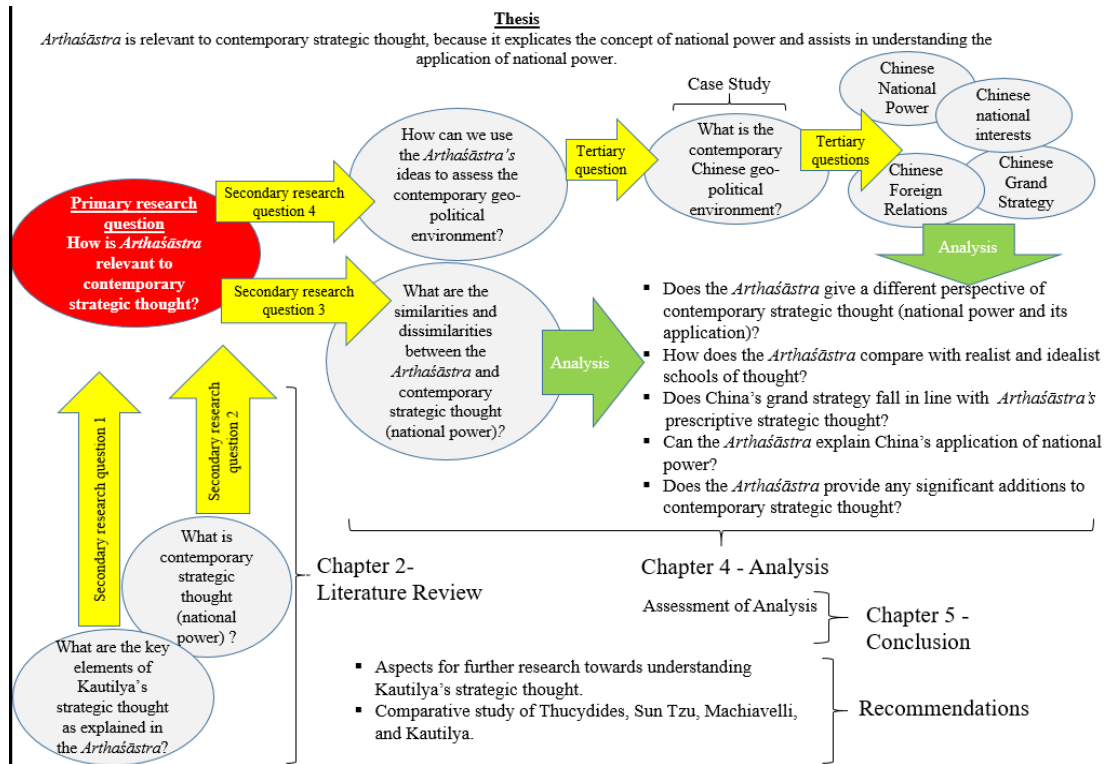 Thesis
Arthaśāstra is relevant to contemporary strategic thought, because it explicates the concept of national power and assists in understanding the
application of national power.
Primary research
question
How is Arthaśāstra
relevant to
contemporary
strategic thought?
Secondary research
question 4
How can we use
the Arthaśāstra's
ideas to assess the
contemporary geo-
political
environment?
Tertiary
question
Case Study
What is the
contemporary
Chinese geo-
political
environment?
Tertiary
questions
Chinese
National
Power
Chinese
national
interests
Chinese
Foreign
Relations
Chinese
Grand
Strategy
Analysis
Secondary research
question 3
What are the
similarities and
dissimilarities
between the
Arthaśāstra and
contemporary
strategic thought
(national power)?
Analysis
▪ Does the Arthaśāstra give a different perspective of
contemporary strategic thought (national power and its
application)?
▪ How does the Arthaśāstra compare with realist and idealist
schools of thought?
▪ Does China's grand strategy fall in line with Arthaśāstra's
prescriptive strategic thought?
▪ Can the Arthaśāstra explain China's application of national
power?
▪ Does the Arthaśāstra provide any significant additions to
contemporary strategic thought?
Secondary research question 1
Secondary research
question 2
What is
contemporary
strategic
thought
(national
power) ?
What are the key
elements of
Kautilya's
strategic thought
as explained in
the Arthaśāstra?
Chapter 2-
Literature Review
Chapter 4 - Analysis
Assessment of Analysis
Chapter 5 -
Conclusion
▪ Aspects for further research towards understanding
Kautilya's strategic thought.
▪ Comparative study of Thucydides, Sun Tzu, Machiavelli,
and Kautilya.
Recommendations